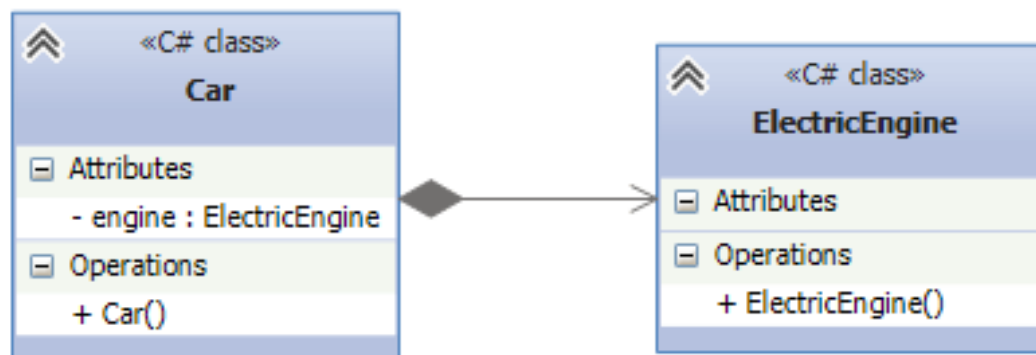 «C# class»
Car
Attributes
- engine : ElectricEngine
Operations
+ Car()
«C# class»
ElectricEngine
Attributes
Operations
+ ElectricEngine()